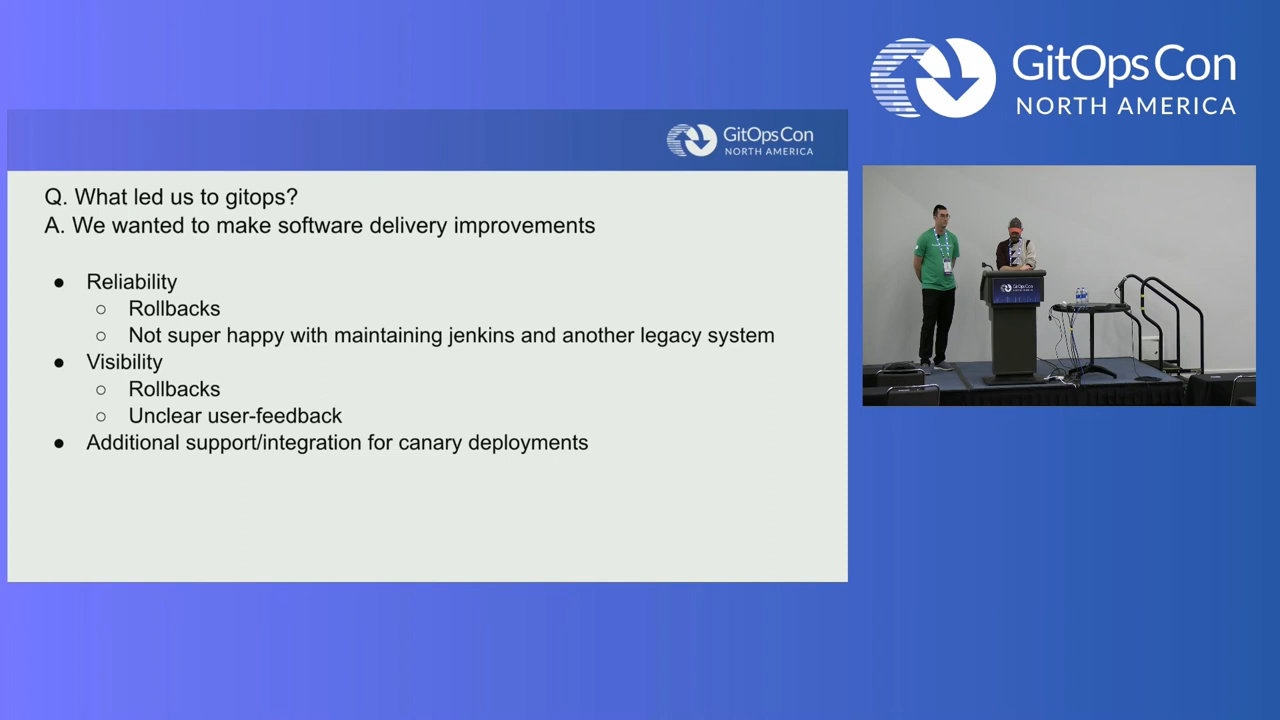 GitOpsCon
NORTH AMERICA
GitOpsCon
NORTH AMERICA
Q. What led us to gitops?
A. We wanted to make software delivery improvements
● Reliability
○ Rollbacks
○ Not super happy with maintaining jenkins and another legacy system
● Visibility
○ Rollbacks
○ Unclear user-feedback
● Additional support/integration for canary deployments
GitOpsCon